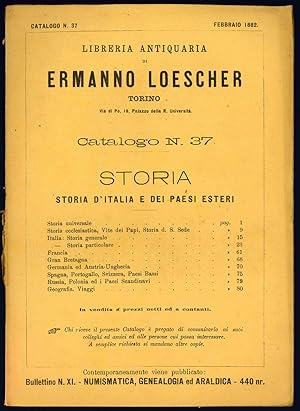 CATALOGO N. 37 FEBBRAIO 1882.
LIBRERIA ANTIQUARIA
DI
ERMANNO LOESCHER
TORINO
Via di Po, 19, Palazzo della R. Università.
Catalogo N. 37.
STORIA
STORIA D'ITALIA E DEI PAESI ESTERI
Storia universale pag. 1
Storia ecclesiastica, Vite dei Papi, Storia d. S. Sede » 9
Italia: Storia generale » 15
— Storia particolare » 23
Francia » 61
Gran Bretagna » 68
Germania ed Austria-Ungheria » 70
Spagna, Portogallo, Svizzera, Paesi Bassi » 75
Russia, Polonia ed i Paesi Scandinavi » 79
Geografia. Viaggi » 80
In vendita a prezzi netti ed a contanti.
Chi riceve il presente Catalogo è pregato di comunicarlo ai suoi
colleghi ed amici ed alle persone cui possa interessare.
A semplice richiesta si mandano altre copie.
Contemporaneamente viene pubblicato:
Bullettino N. XI. - NUMISMATICA, GENEALOGIA ed ARALDICA - 440 nr.